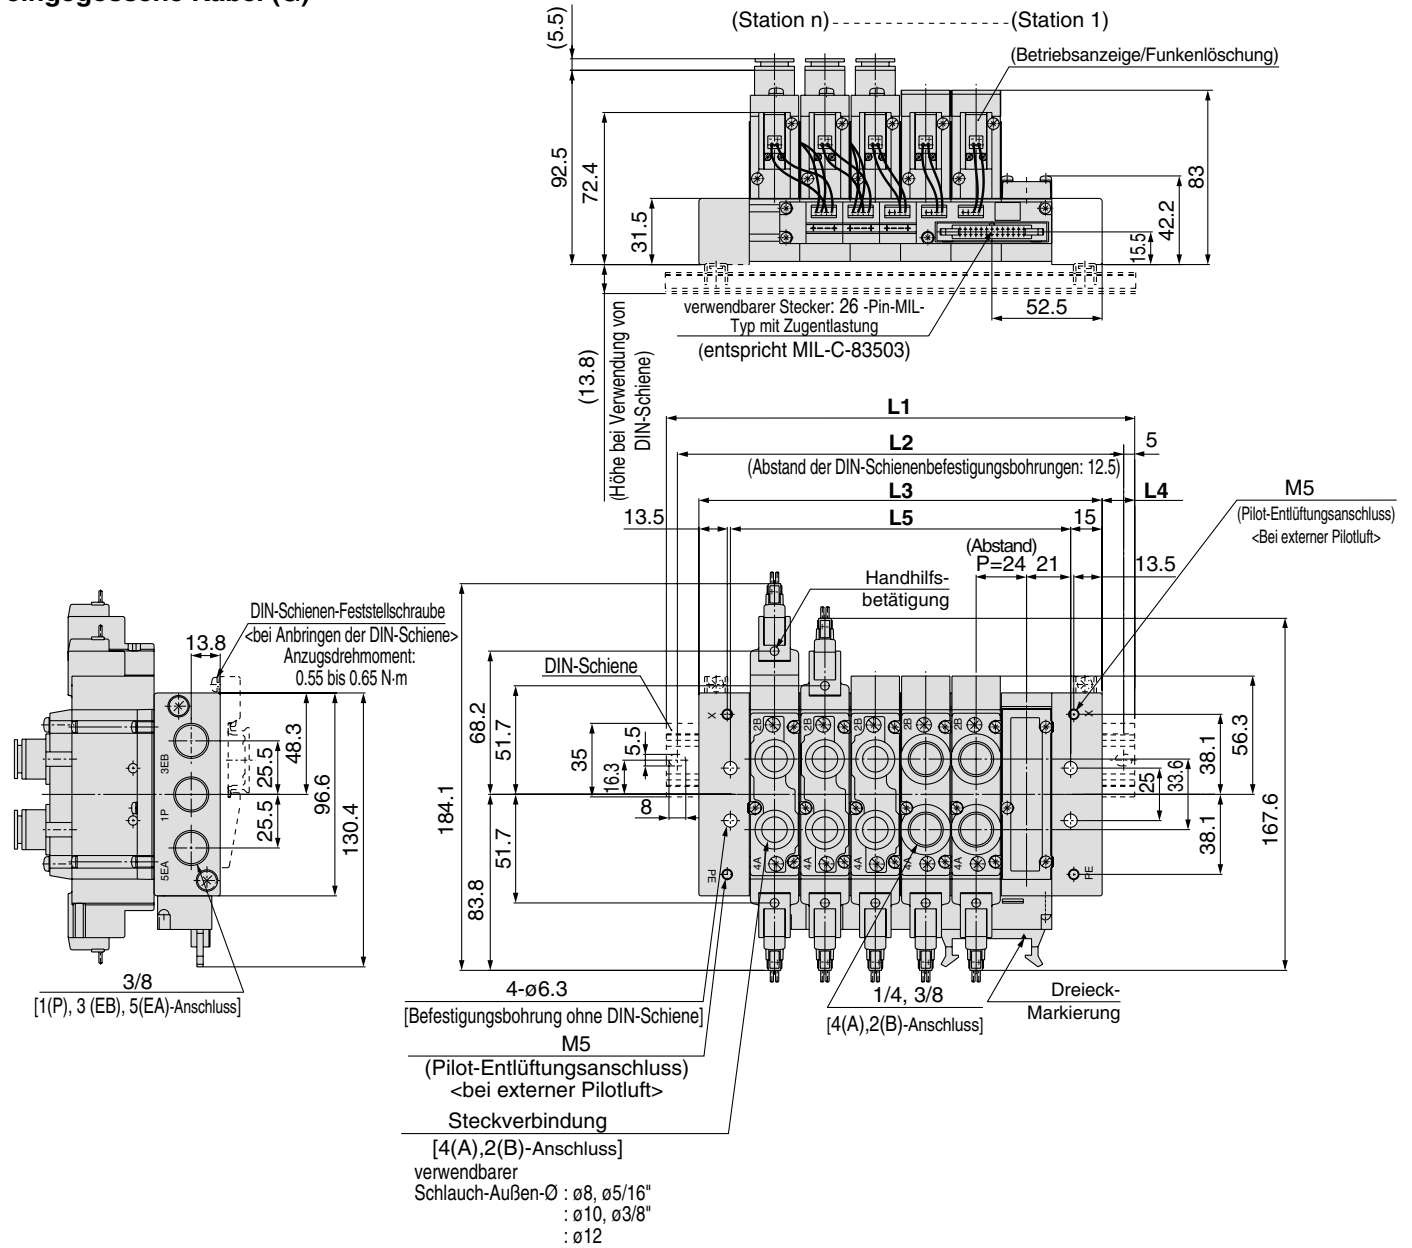 eingegossene Kabel (G)
(Station n)
(Station 1)
(Betriebsanzeige/Funkenlöschung)
(5.5)
92.5
72.4
31.5
83
42.2
15.5
52.5
(13.8)
(Höhe bei Verwendung von
DIN-Schiene)
verwendbarer Stecker: 26 -Pin-MIL-
Typ mit Zugentlastung
(entspricht MIL-C-83503)
L1
L2
5
(Abstand der DIN-Schienenbefestigungsbohrungen: 12.5)
L3
L4
13.5
L5
15
M5
(Pilot-Entlüftungsanschluss)
<Bei externer Pilotluft>
(Abstand)
P=24
21
13.5
Handhilfs-
betätigung
DIN-Schienen-Feststellschraube
<bei Anbringen der DIN-Schiene>
Anzugsdrehmoment:
0.55 bis 0.65 N·m
13.8
DIN-Schiene
48.3
25.5
25.5
96.6
130.4
3EB
1P
5EA
3/8
[1(P), 3 (EB), 5(EA)-Anschluss]
184.1
68.2
51.7
35
5.5
16.3
8
51.7
83.8
X
PE
2B
2B
2B
2B
2B
4A
4A
4A
4A
4A
X
PE
56.3
38.1
33.6
25
38.1
167.6
4-ø6.3
[Befestigungsbohrung ohne DIN-Schiene]
M5
(Pilot-Entlüftungsanschluss)
<bei externer Pilotluft>
Steckverbindung
[4(A),2(B)-Anschluss]
verwendbarer
Schlauch-Außen-Ø : ø8, ø5/16"
: ø10, ø3/8"
: ø12
1/4, 3/8
[4(A),2(B)-Anschluss]
Dreieck-
Markierung